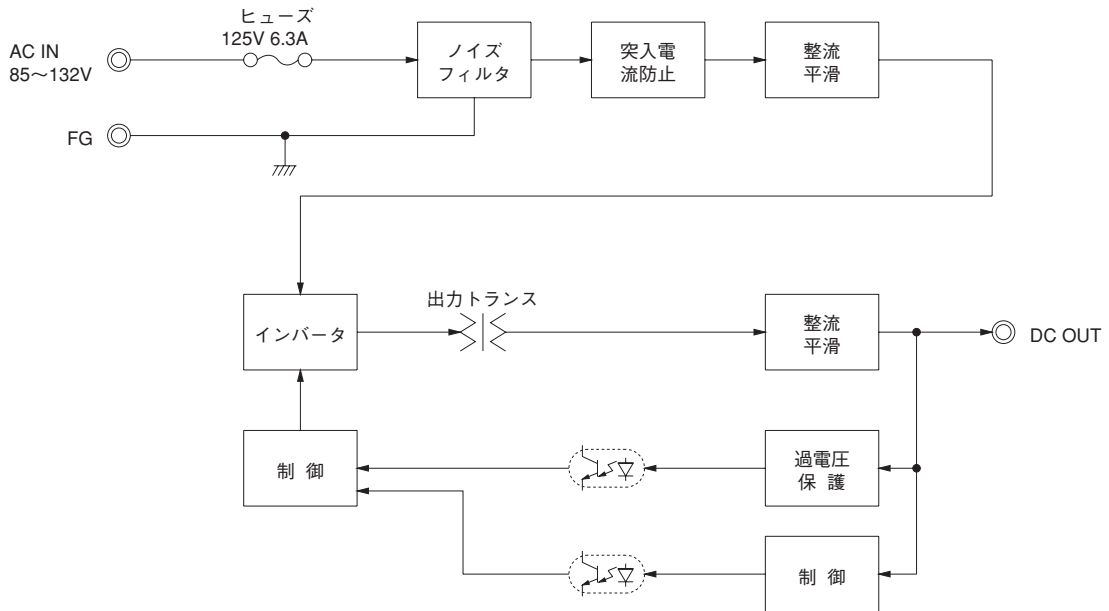 ヒューズ
125V 6.3A
AC IN
85〜132V
ノイズ
フィルタ
突入電
流防止
整流
平滑
FG
インバータ
出力トランス
整流
平滑
DC OUT
制 御
過電圧
保 護
制 御